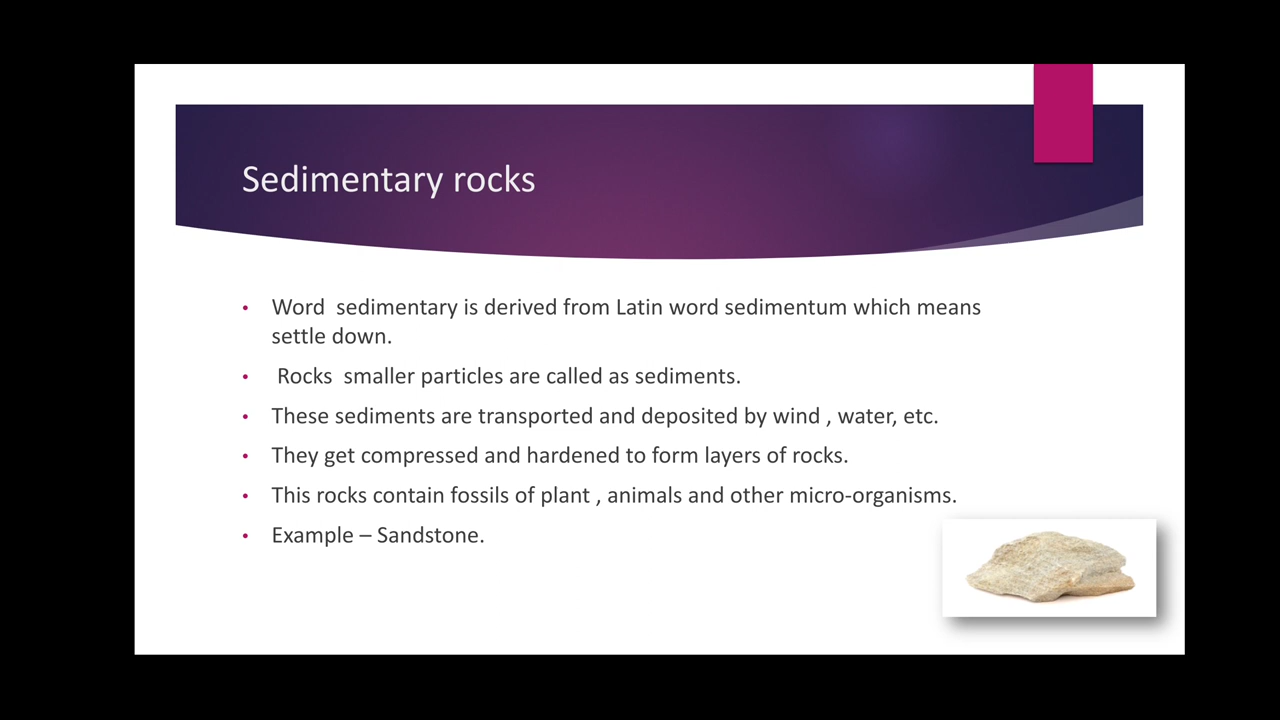 Sedimentary rocks
• Word  sedimentary is derived from Latin word sedimentum which means
settle down.
•  Rocks  smaller particles are called as sediments.
• These sediments are transported and deposited by wind , water, etc.
• They get compressed and hardened to form layers of rocks.
• This rocks contain fossils of plant , animals and other micro-organisms.
• Example – Sandstone.